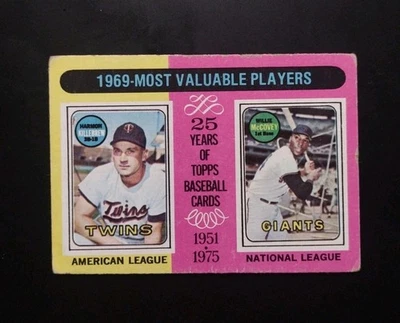 1969-MOST VALUABLE PLAYERS
HARMON
KILLEBREW
3B-1B
Twins
TWINS
AMERICAN LEAGUE
25
YEARS
OF
TOPPS
BASEBALL
CARDS
1951
1975
WILLIE
McCOVEY
1st Base
GIANTS
NATIONAL LEAGUE